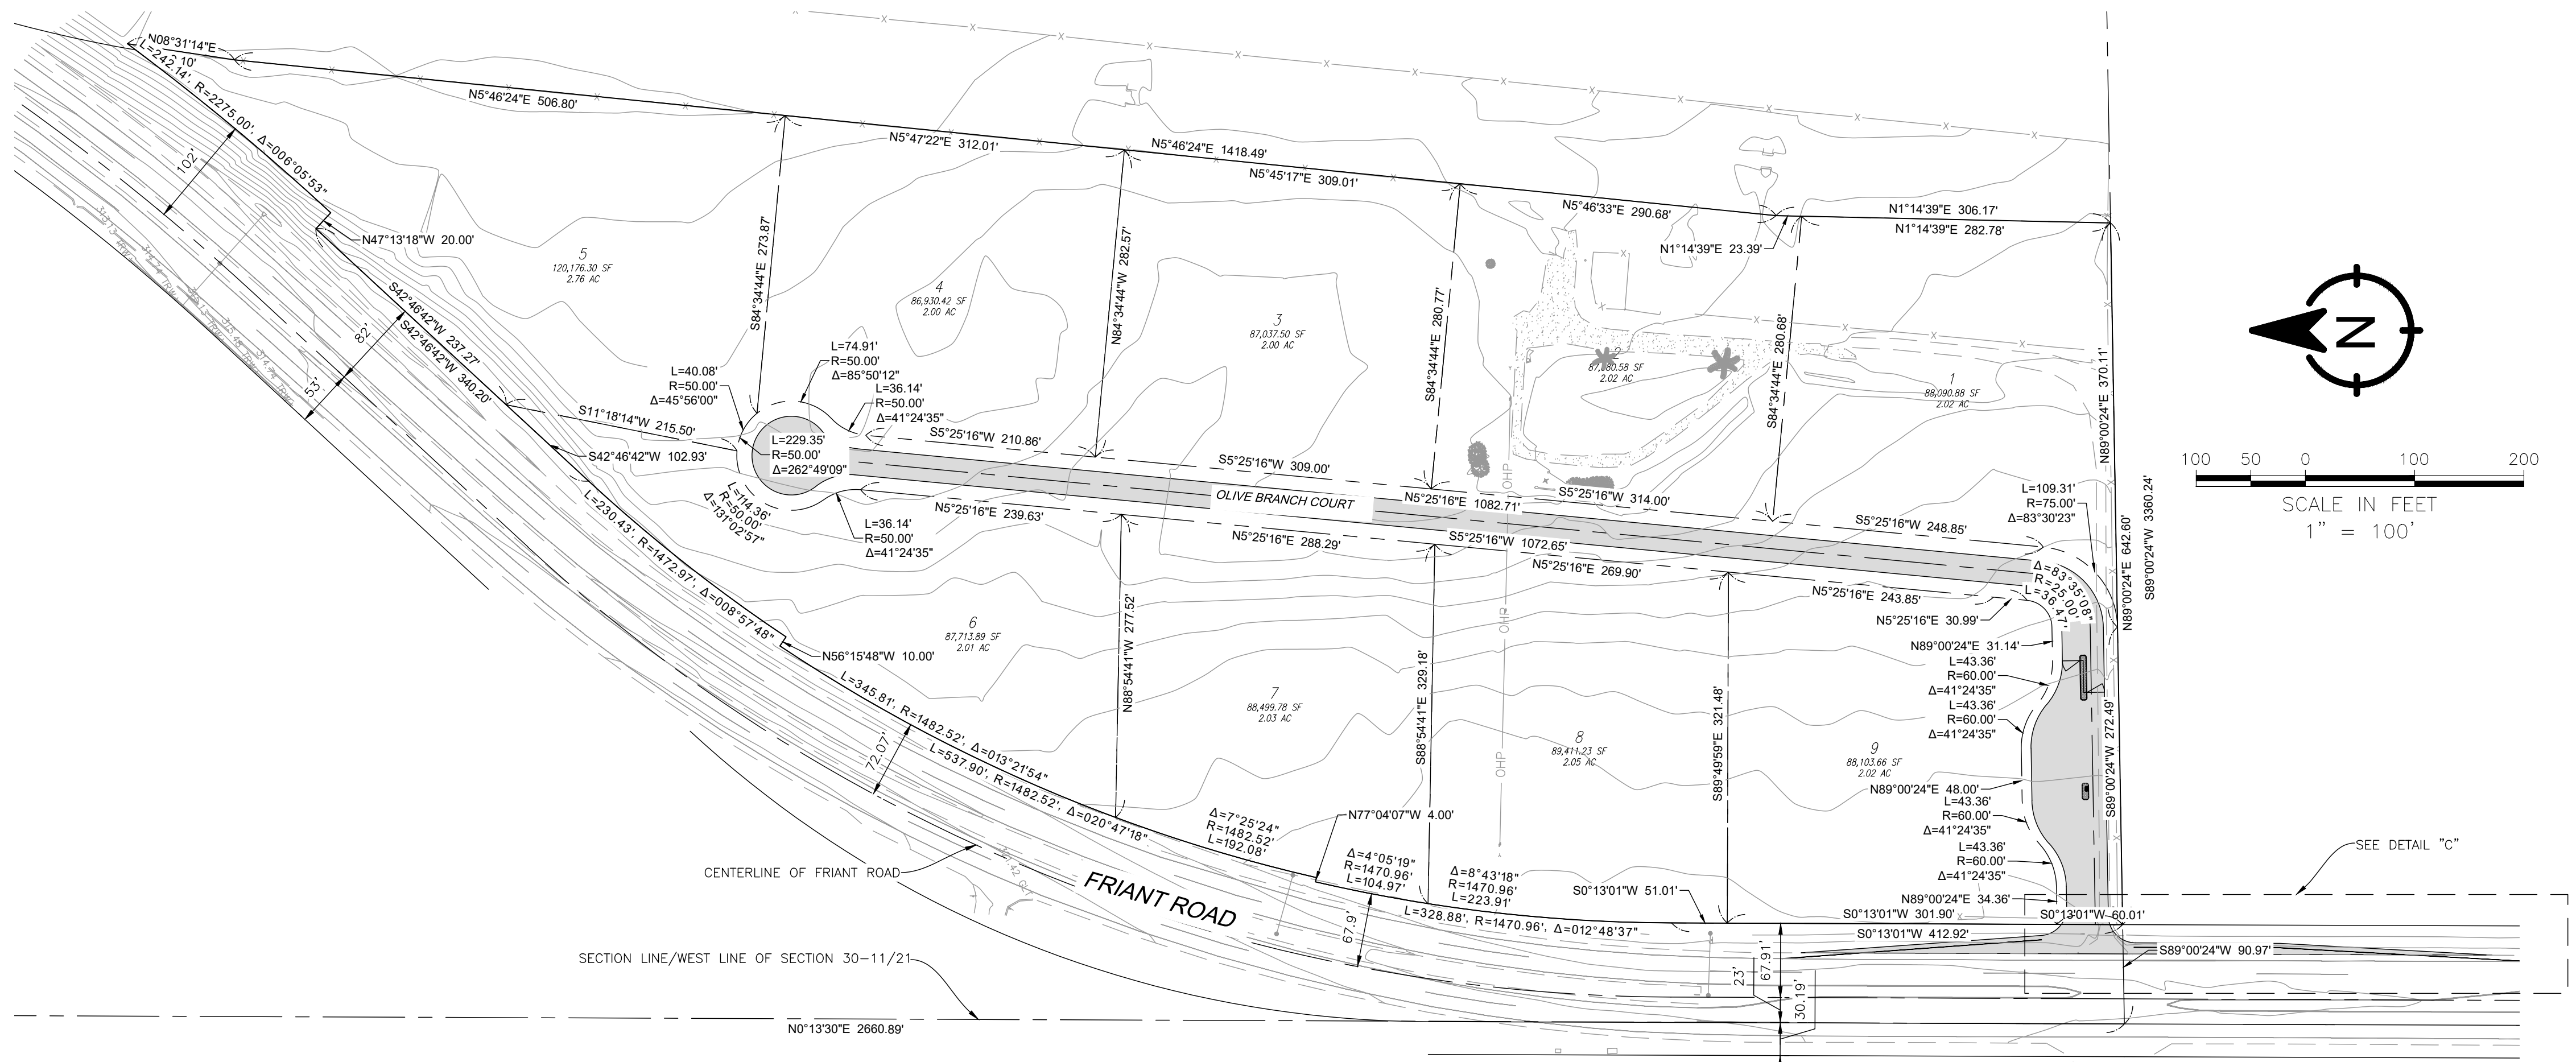 N08°31'14"E
10'
L=242.14', R=2275.00', Δ=006°05'53"
N5°46'24"E 506.80'
N5°47'22"E 312.01'
N5°46'24"E 1418.49'
N5°45'17"E 309.01'
N5°46'33"E 290.68'
N1°14'39"E 306.17'
N1°14'39"E 282.78'
N1°14'39"E 23.39'
102'
N47°13'18"W 20.00'
5
120,176.30 SF
2.76 AC
S84°34'44"E 273.87'
4
86,930.42 SF
2.00 AC
N84°34'44"W 282.57'
3
87,037.50 SF
2.00 AC
S84°34'44"E 280.77'
2
2.02 AC
S84°34'44"E 280.68'
1
88,090.88 SF
2.02 AC
N89°00'24"E 370.11'
N89°00'24"E 642.60'
S89°00'24"W 3360.24'
N
100 50 0 100 200
SCALE IN FEET
1" = 100'
S42°46'42"W 237.27'
S42°46'42"W 340.20'
82'
53'
S11°18'14"W 215.50'
S42°46'42"W 102.93'
L=40.08'
R=50.00'
Δ=45°56'00"
L=74.91'
R=50.00'
Δ=85°50'12"
L=36.14'
R=50.00'
Δ=41°24'35"
L=229.35'
R=50.00'
Δ=262°49'09"
L=114.36'
R=50.00'
Δ=131°02'57"
L=36.14'
R=50.00'
Δ=41°24'35"
S5°25'16"W 210.86'
S5°25'16"W 309.00'
OLIVE BRANCH COURT
N5°25'16"E 1082.71'
S5°25'16"W 314.00'
S5°25'16"W 248.85'
L=109.31'
R=75.00'
Δ=83°30'23"
N5°25'16"E 239.63'
N5°25'16"E 288.29'
S5°25'16"W 1072.65'
N5°25'16"E 269.90'
N5°25'16"E 243.85'
Δ=83°35'08"
R=25.00'
L=36.47'
N5°25'16"E 30.99'
OHP
OHP
OHP
L=230.43', R=1472.97', Δ=008°57'48"
N56°15'48"W 10.00'
6
87,713.89 SF
2.01 AC
N88°54'41"W 277.52'
7
88,499.78 SF
2.03 AC
S88°54'41"E 329.18'
8
89,411.23 SF
2.05 AC
S89°49'59"E 321.48'
9
88,103.66 SF
2.02 AC
N89°00'24"E 31.14'
L=43.36'
R=60.00'
Δ=41°24'35"
L=43.36'
R=60.00'
Δ=41°24'35"
N89°00'24"E 48.00'
L=43.36'
R=60.00'
Δ=41°24'35"
L=43.36'
R=60.00'
Δ=41°24'35"
N89°00'24"E 34.36'
S89°00'24"W 272.49'
L=345.81', R=1482.52', Δ=013°21'54"
L=537.90', R=1482.52', Δ=020°47'18"
72.07'
Δ=7°25'24"
R=1482.52'
L=192.08'
N77°04'07"W 4.00'
Δ=4°05'19"
R=1470.96'
L=104.97'
Δ=8°43'18"
R=1470.96'
L=223.91'
L=328.88', R=1470.96', Δ=012°48'37"
S0°13'01"W 51.01'
S0°13'01"W 301.90'
S0°13'01"W 60.01'
S0°13'01"W 412.92'
S89°00'24"W 90.97'
SEE DETAIL "C"
CENTERLINE OF FRIANT ROAD
FRIANT ROAD
67.9'
23'
67.91'
30.19'
SECTION LINE/WEST LINE OF SECTION 30-11/21
N0°13'30"E 2660.89'